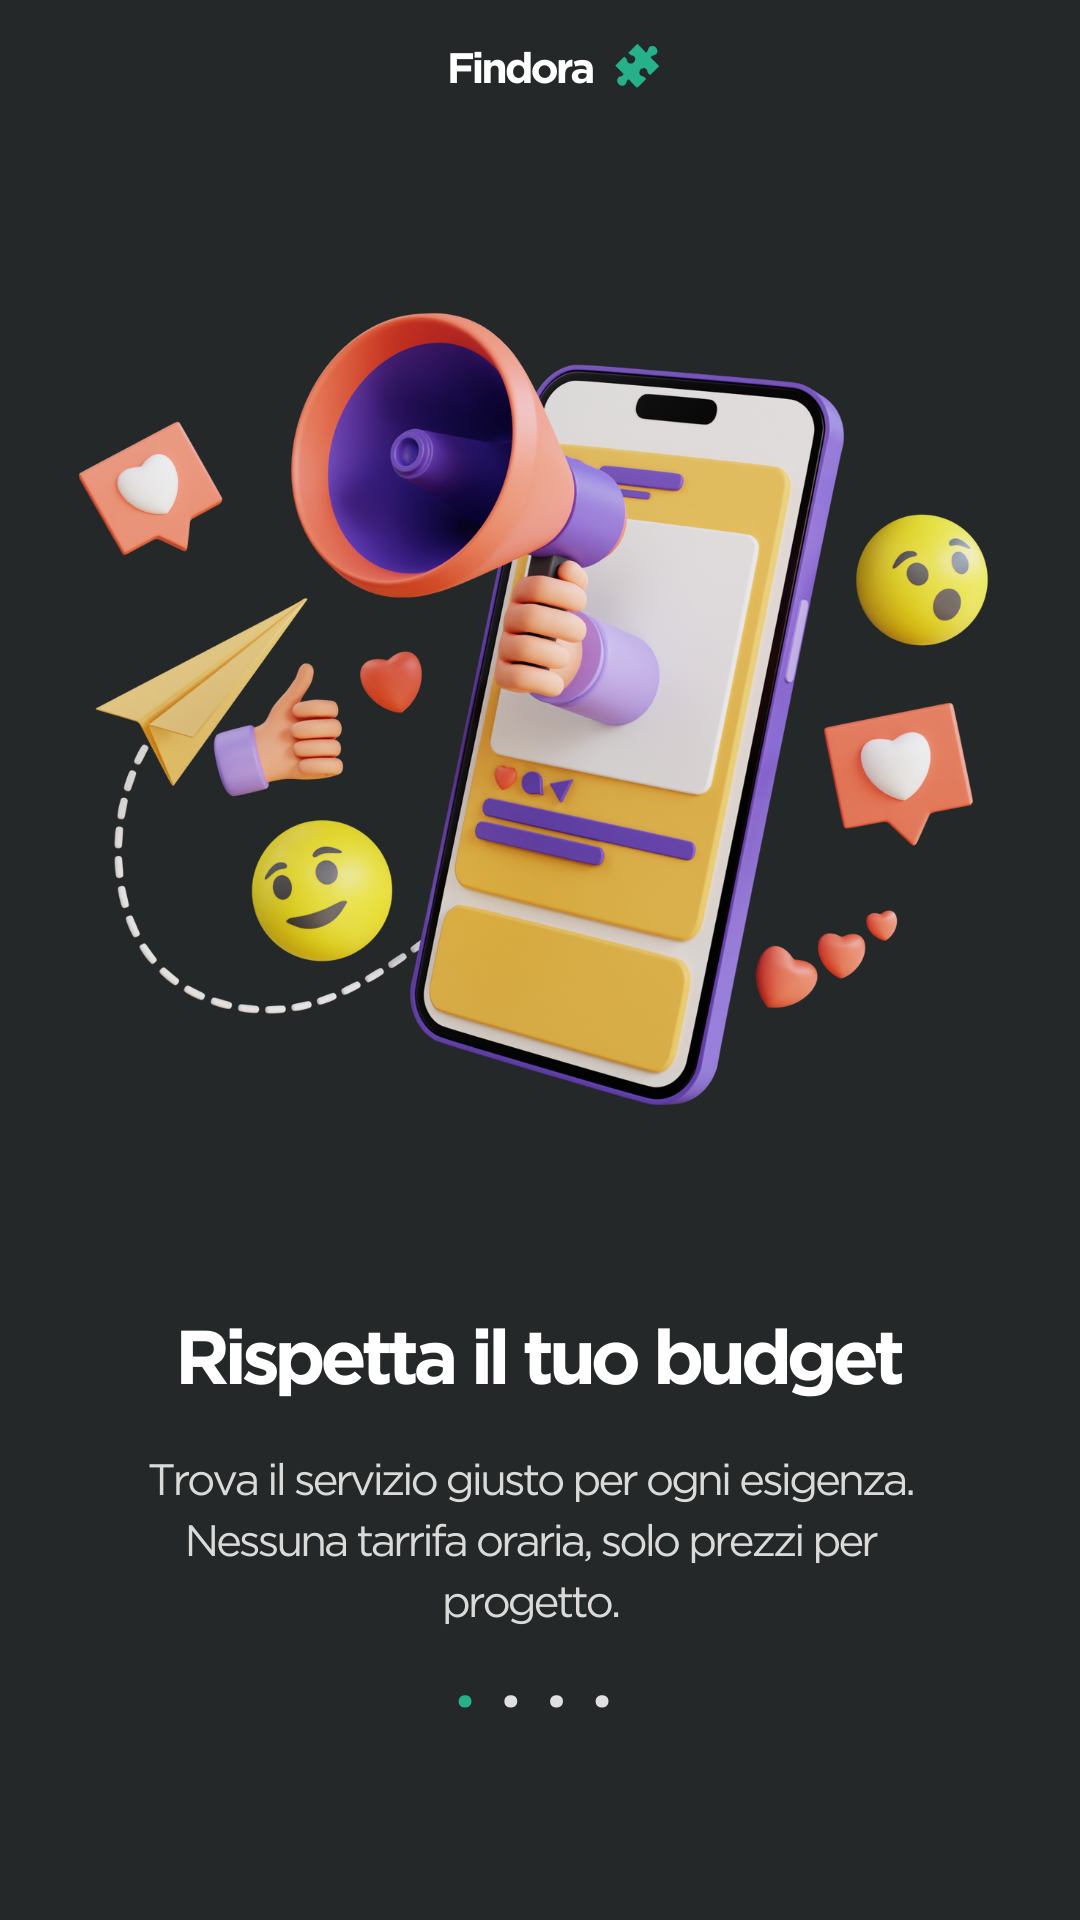 Findora
Rispetta il tuo budget
Trova il servizio giusto per ogni esigenza.
Nessuna tarrifa oraria, solo prezzi per
progetto.